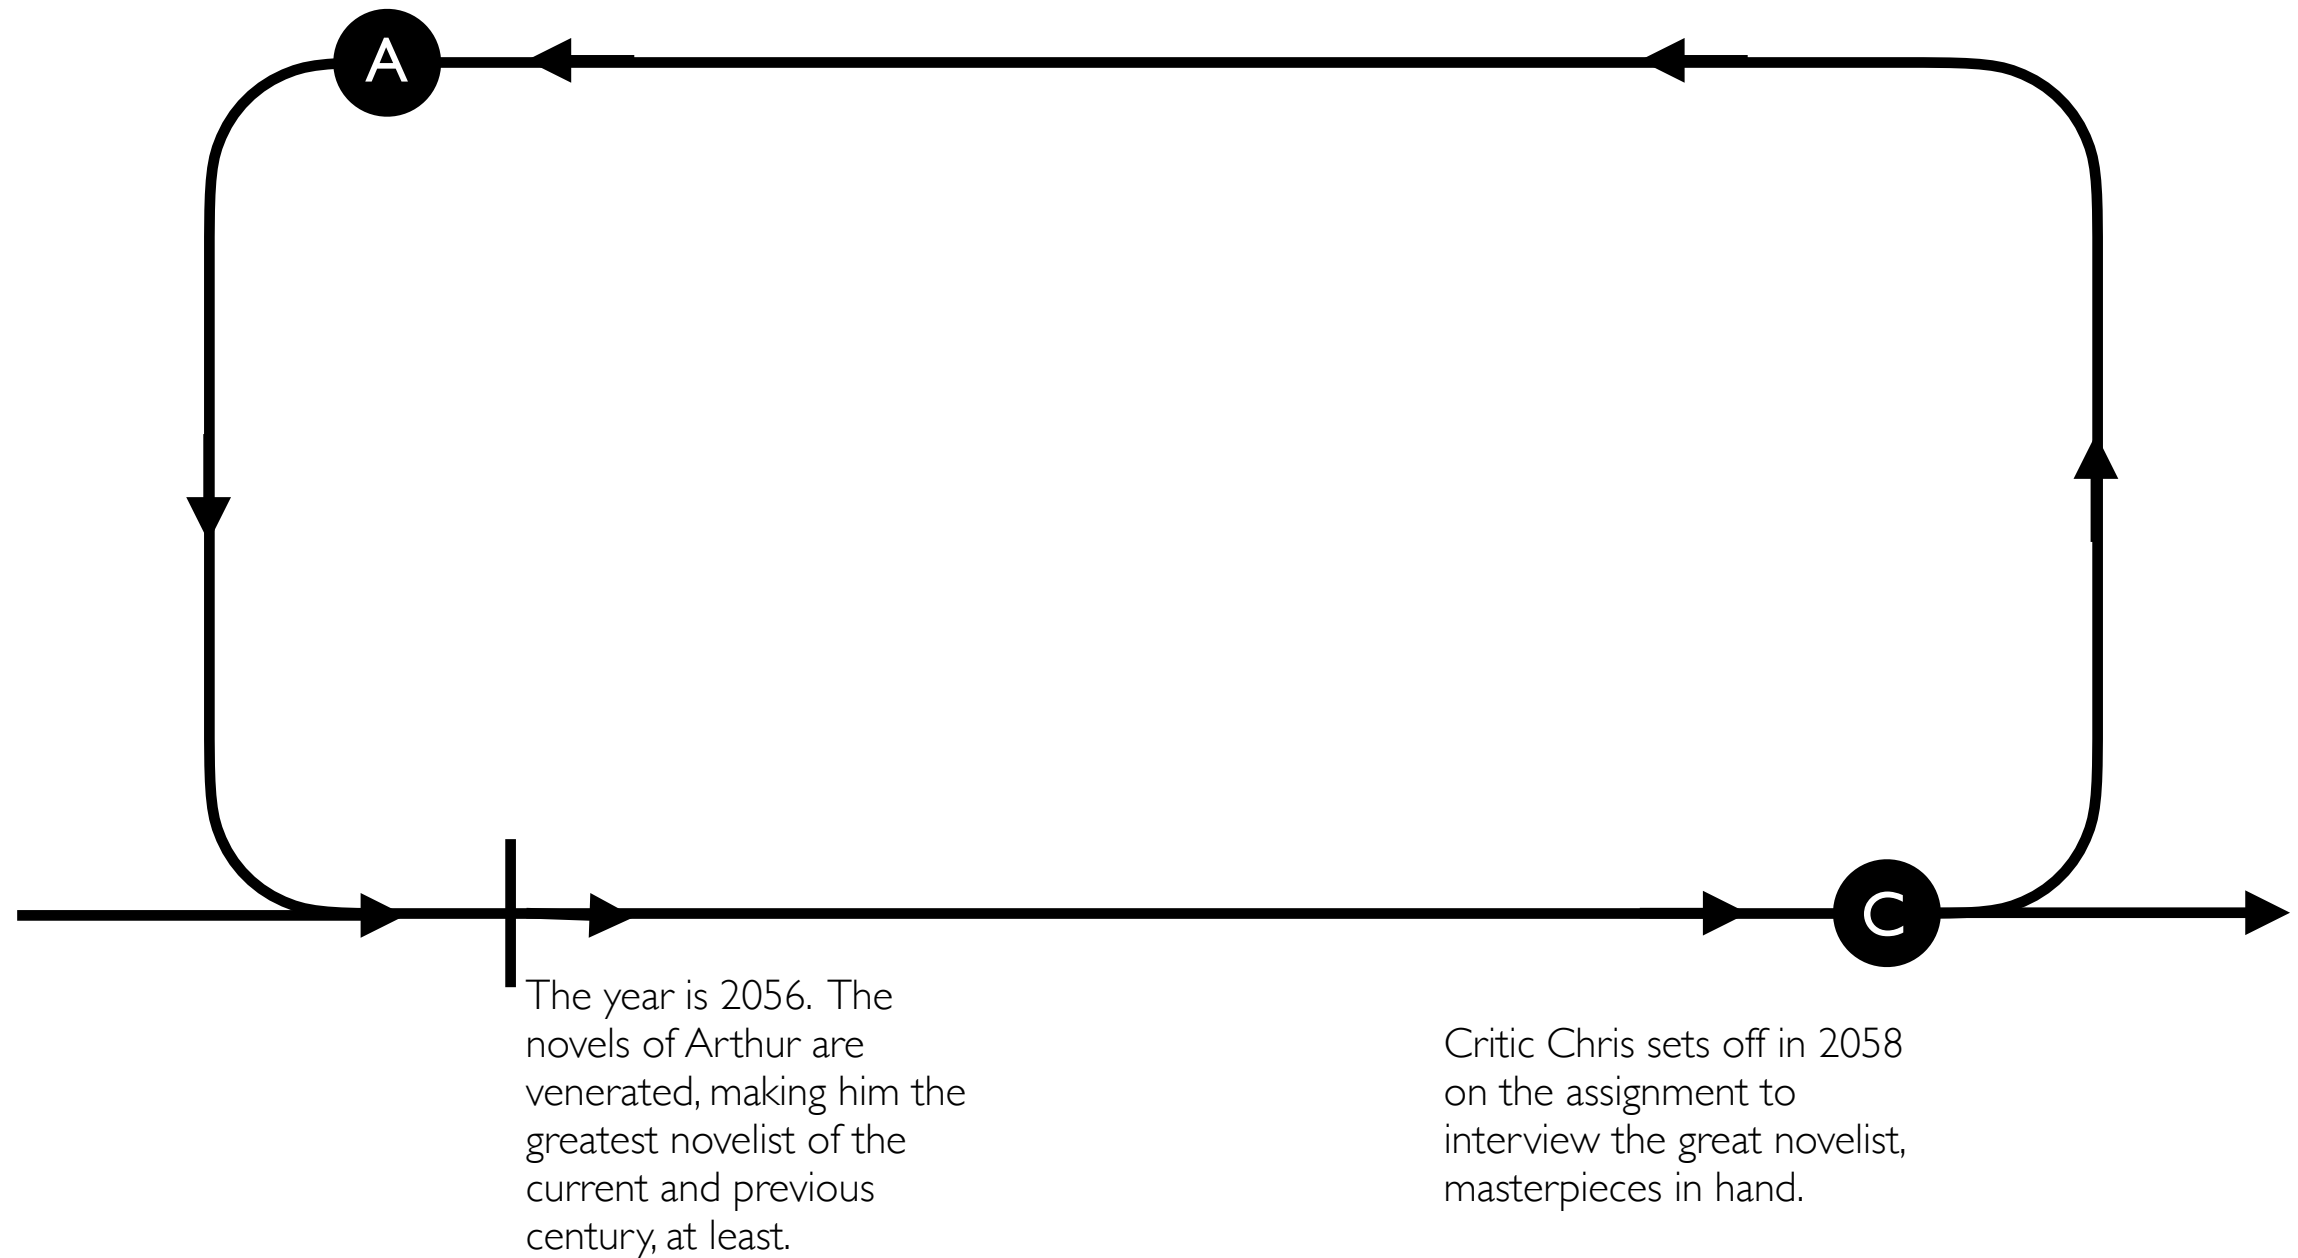 A
C
The year is 2056. The
novels of Arthur are
venerated, making him the
greatest novelist of the
current and previous
century, at least.
Critic Chris sets off in 2058
on the assignment to
interview the great novelist,
masterpieces in hand.